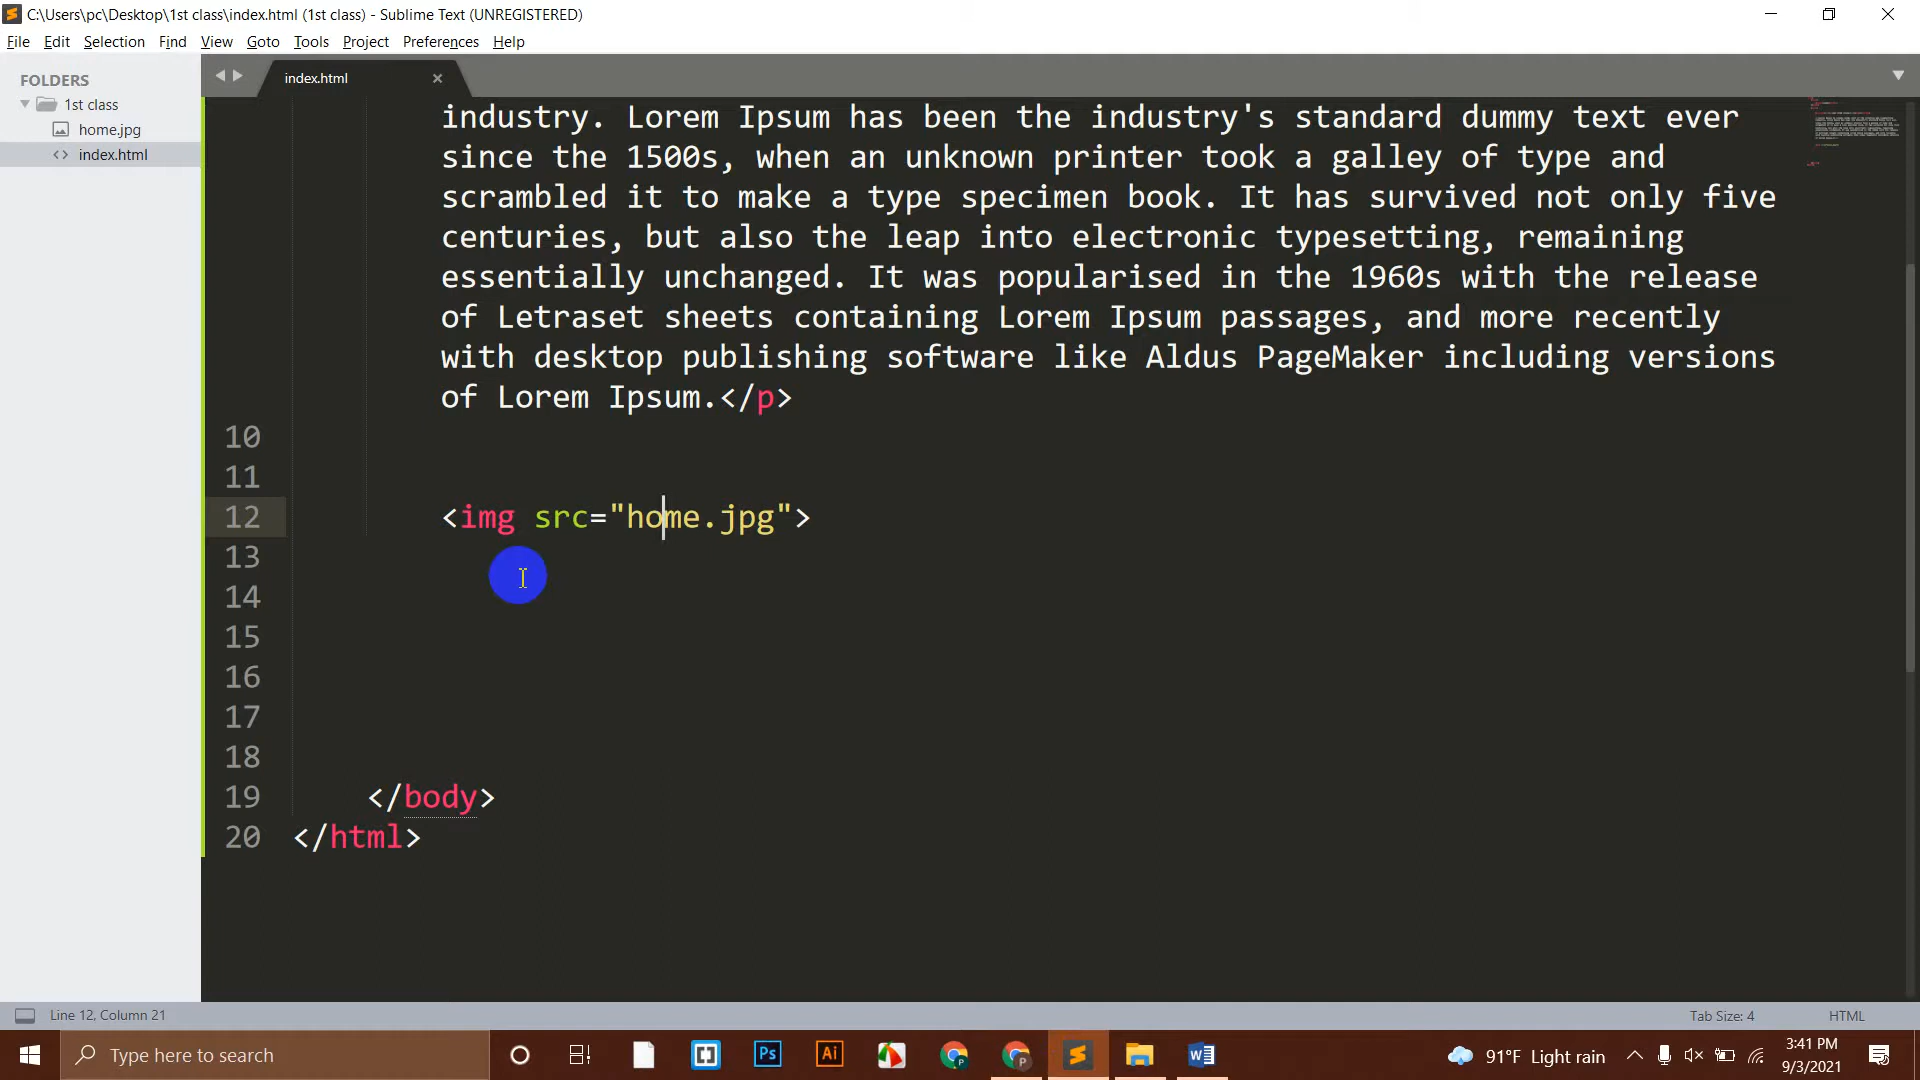 C:\Users\pc\Desktop\1st class\index.html (1st class) - Sublime Text (UNREGISTERED)
File Edit Selection Find View Goto Tools Project Preferences Help
FOLDERS
1st class
home.jpg
index.html
index.html
industry. Lorem Ipsum has been the industry's standard dummy text ever
since the 1500s, when an unknown printer took a galley of type and
scrambled it to make a type specimen book. It has survived not only five
centuries, but also the leap into electronic typesetting, remaining
essentially unchanged. It was popularised in the 1960s with the release
of Letraset sheets containing Lorem Ipsum passages, and more recently
with desktop publishing software like Aldus PageMaker including versions
of Lorem Ipsum.</p>
10
11
12 <img src="home.jpg">
13
14
15
16
17
18
19 </body>
20 </html>
Line 12, Column 21
Tab Size: 4
HTML
Type here to search
Ps
Ai
91°F Light rain
3:41 PM
9/3/2021